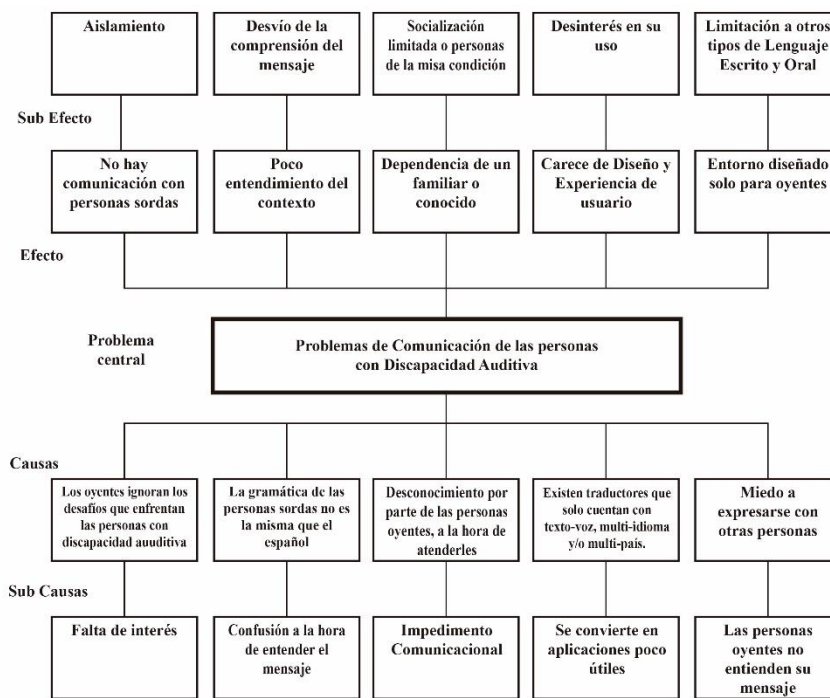 Aislamiento
Desvío de la
comprensión del
mensaje
Socialización
limitada o personas
de la misa condición
Desinterés en su
uso
Limitación a otros
tipos de Lenguaje
Escrito y Oral
Sub Efecto
No hay
comunicación con
personas sordas
Poco
entendimiento del
contexto
Dependencia de un
familiar o
conocido
Carece de Diseño y
Experiencia de
usuario
Entorno diseñado
solo para oyentes
Efecto
Problema
central
Problemas de Comunicación de las personas
con Discapacidad Auditiva
Causas
Los oyentes ignoran los
desafíos que enfrentan
las personas con
discapacidad auuditiva
La gramática de las
personas sordas no es
la misma que el
español
Desconocimiento por
parte de las personas
oyentes, a la hora de
atenderles
Existen traductores que
solo cuentan con
texto-voz, multi-idioma
y/o multi-país.
Miedo a
expresarse con
otras personas
Sub Causas
Falta de interés
Confusión a la hora
de entender el
mensaje
Impedimento
Comunicacional
Se convierte en
aplicaciones poco
útiles
Las personas
oyentes no
entienden su
mensaje